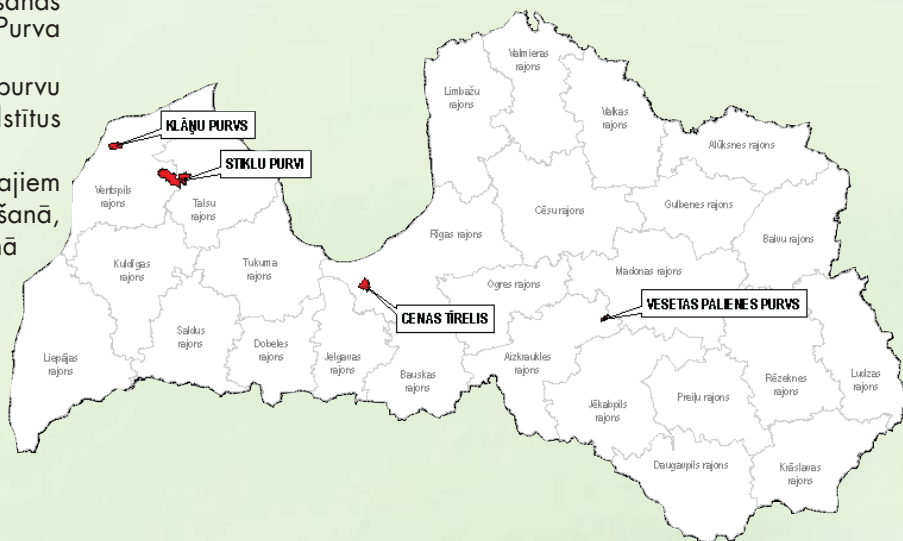 šanas
Purva
purvu
lstītus
ajiem
šanā,
nā
KLĀŅU PURVS
STIKLU PURVI
CENAS TĪRELIS
VESETAS PALIENES PURVS
Ventspils
rajons
Talsu
rajons
Kuldīgas
rajons
Tukuma
rajons
Liepājas
rajons
Saldus
rajons
Dobeles
rajons
Jelgavas
rajons
Bauskas
rajons
Rīgas rajons
Limbažu
rajons
Valmieras
rajons
Valkas
rajons
Alūksnes rajons
Cēsu rajons
Gulbenes rajons
Balvu rajons
Ogres rajons
Madonas rajons
Aizkraukles
rajons
Jēkabpils
rajons
Preiļu rajons
Rēzeknes
rajons
Ludzas
rajons
Daugavpils rajons
Krāslavas
rajons